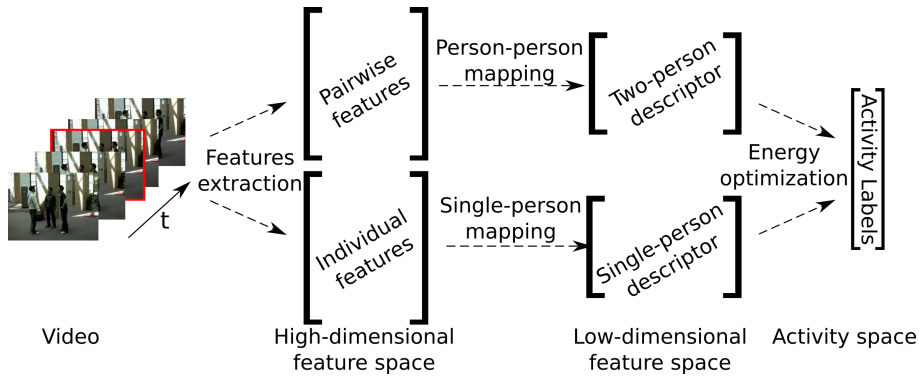 Pairwise
features
Person-person
mapping
Two-person
descriptor
Features
extraction
t
Energy
optimization
Activity Labels
Individual
features
Single-person
mapping
Single-person
descriptor
Video
High-dimensional
feature space
Low-dimensional
feature space
Activity space